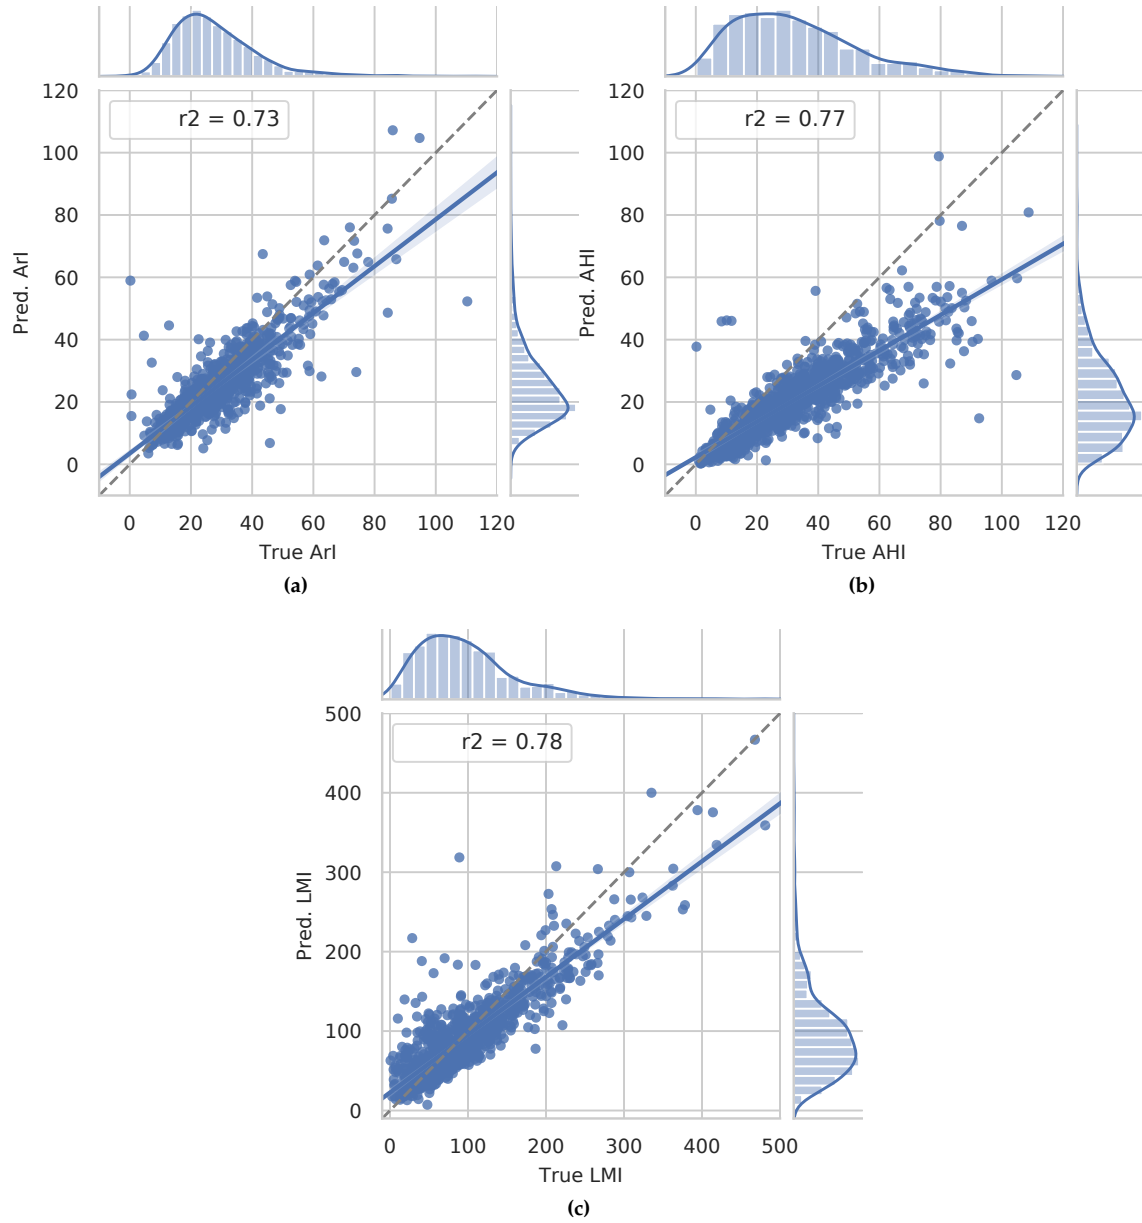 r2 = 0.73
120
100
80
60
40
20
0
Pred. ArI
0 20 40 60 80 100 120
True ArI
(a)
r2 = 0.77
120
100
80
60
40
20
0
Pred. AHI
0 20 40 60 80 100 120
True AHI
(b)
r2 = 0.78
500
400
300
200
100
0
Pred. LMI
0 100 200 300 400 500
True LMI
(c)